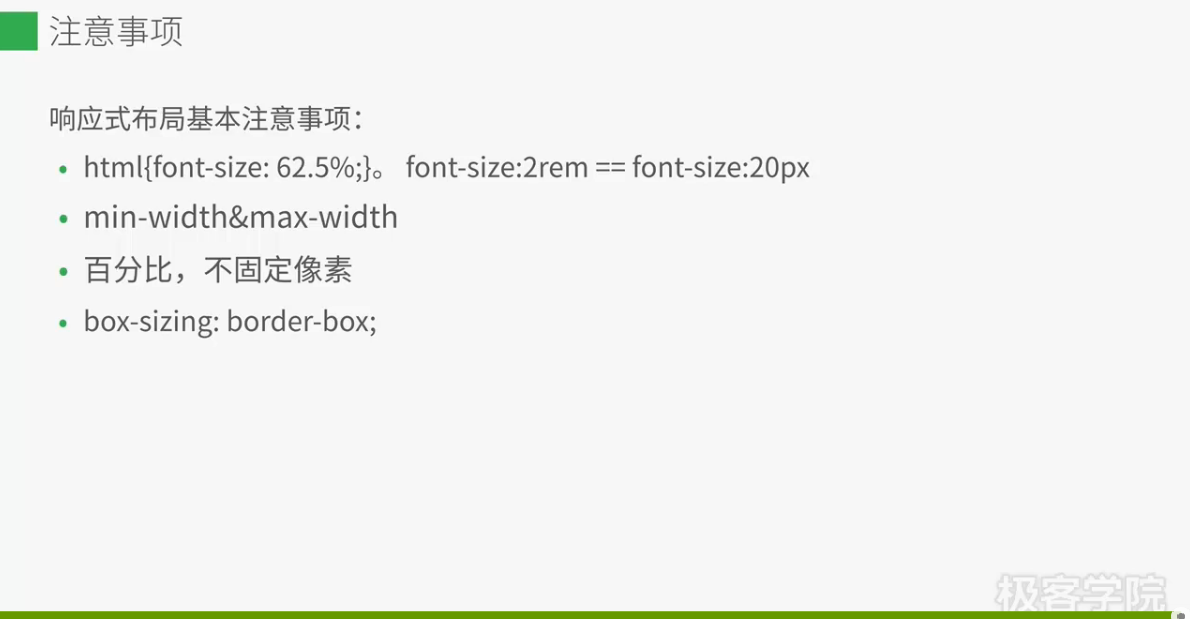 注意事项
响应式布局基本注意事项：
• html{font-size: 62.5%;}。 font-size:2rem == font-size:20px
• min-width&max-width
• 百分比，不固定像素
• box-sizing: border-box;
极客学院